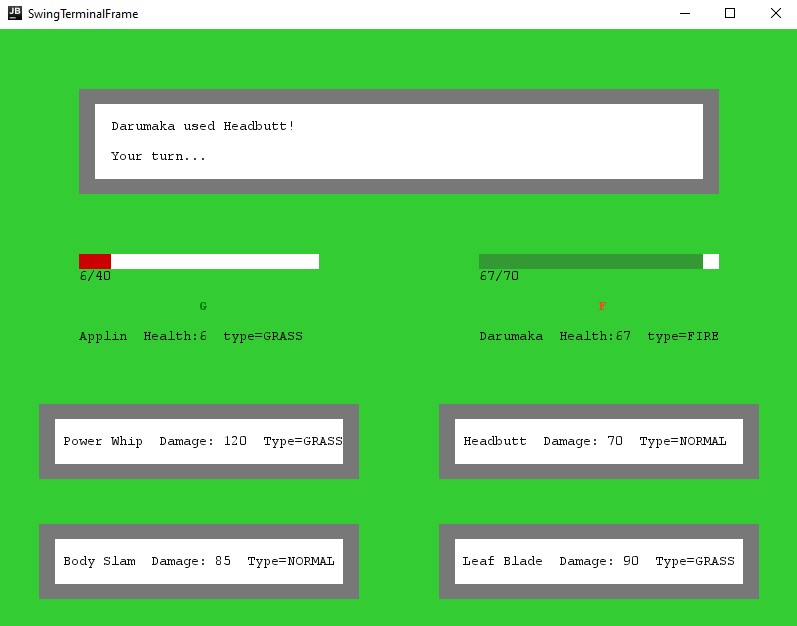 JB SwingTerminalFrame
Darumaka used Headbutt!
Your turn...
6/40
67/70
G
F
Applin  Health:6  type=GRASS
Darumaka  Health:67  type=FIRE
Power Whip  Damage: 120  Type=GRASS
Headbutt  Damage: 70  Type=NORMAL
Body Slam  Damage: 85  Type=NORMAL
Leaf Blade  Damage: 90  Type=GRASS